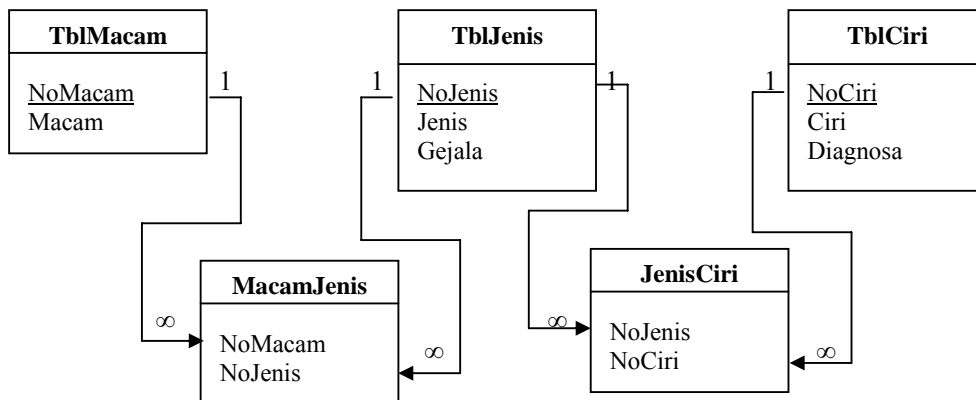 TblMacam
NoMacam
Macam
1
1
TblJenis
NoJenis
Jenis
Gejala
1
1
TblCiri
NoCiri
Ciri
Diagnosa
MacamJenis
NoMacam
NoJenis
∞
∞
JenisCiri
NoJenis
NoCiri
∞
∞